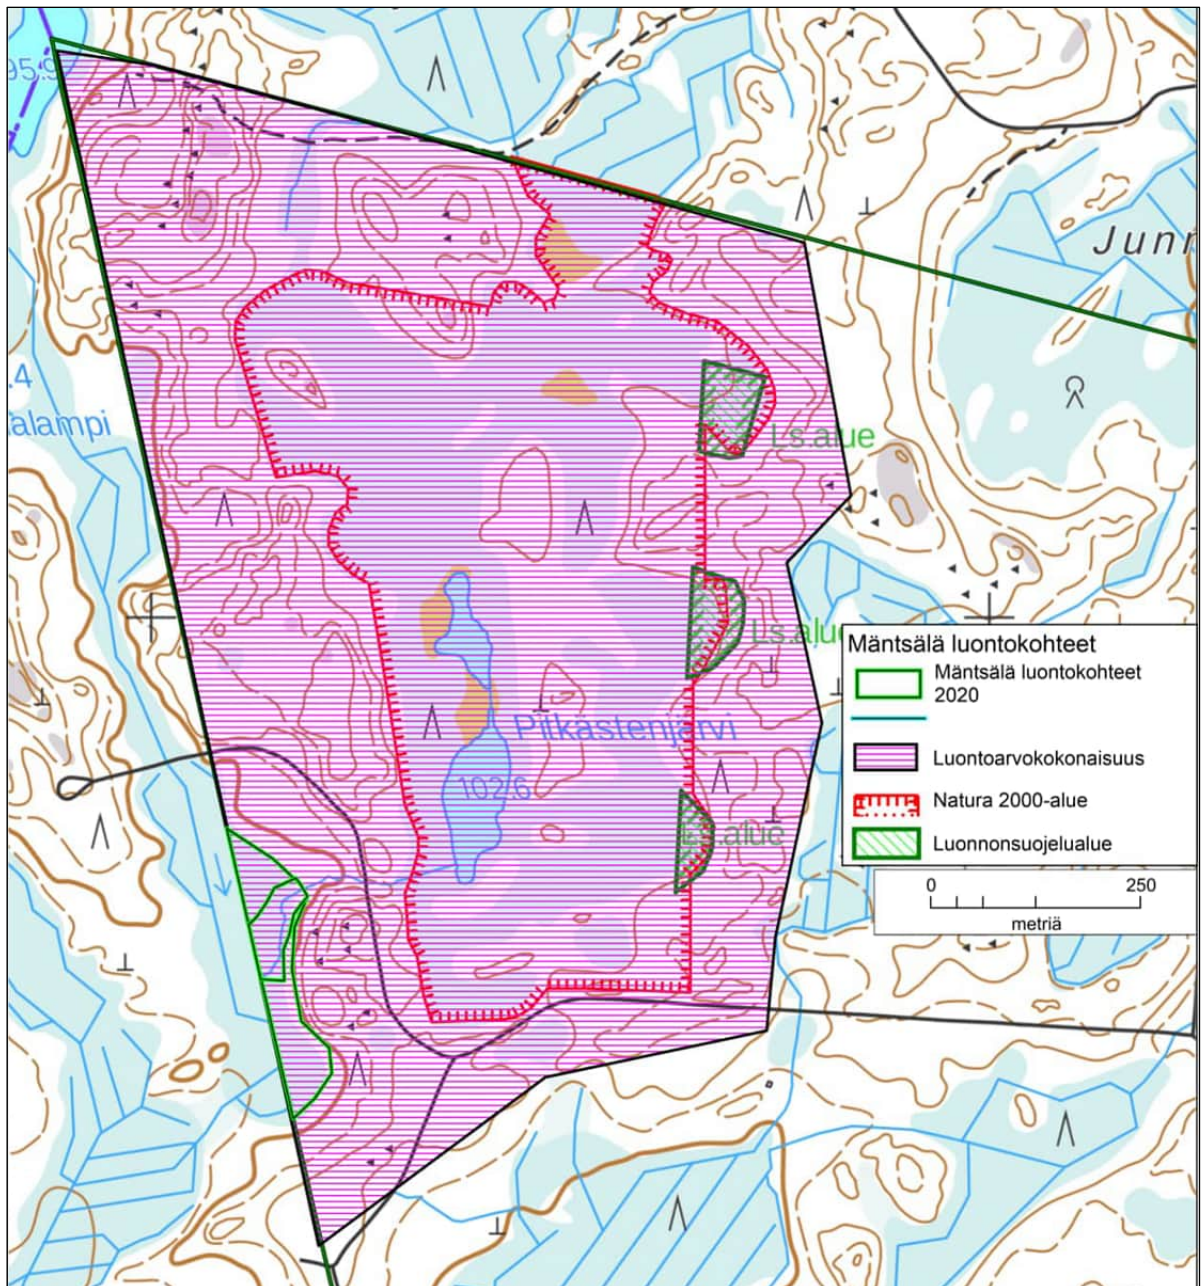 95.9
Junn
.4
alampi
Ls.alue
Ls.alue
Mäntsälä luontokohteet
Mäntsälä luontokohteet
2020
Luontoarvokokonaisuus
Natura 2000-alue
Luonnonsuojelualue
0 250
metriä
Pitkästenjärvi
102.6
Ls.alue